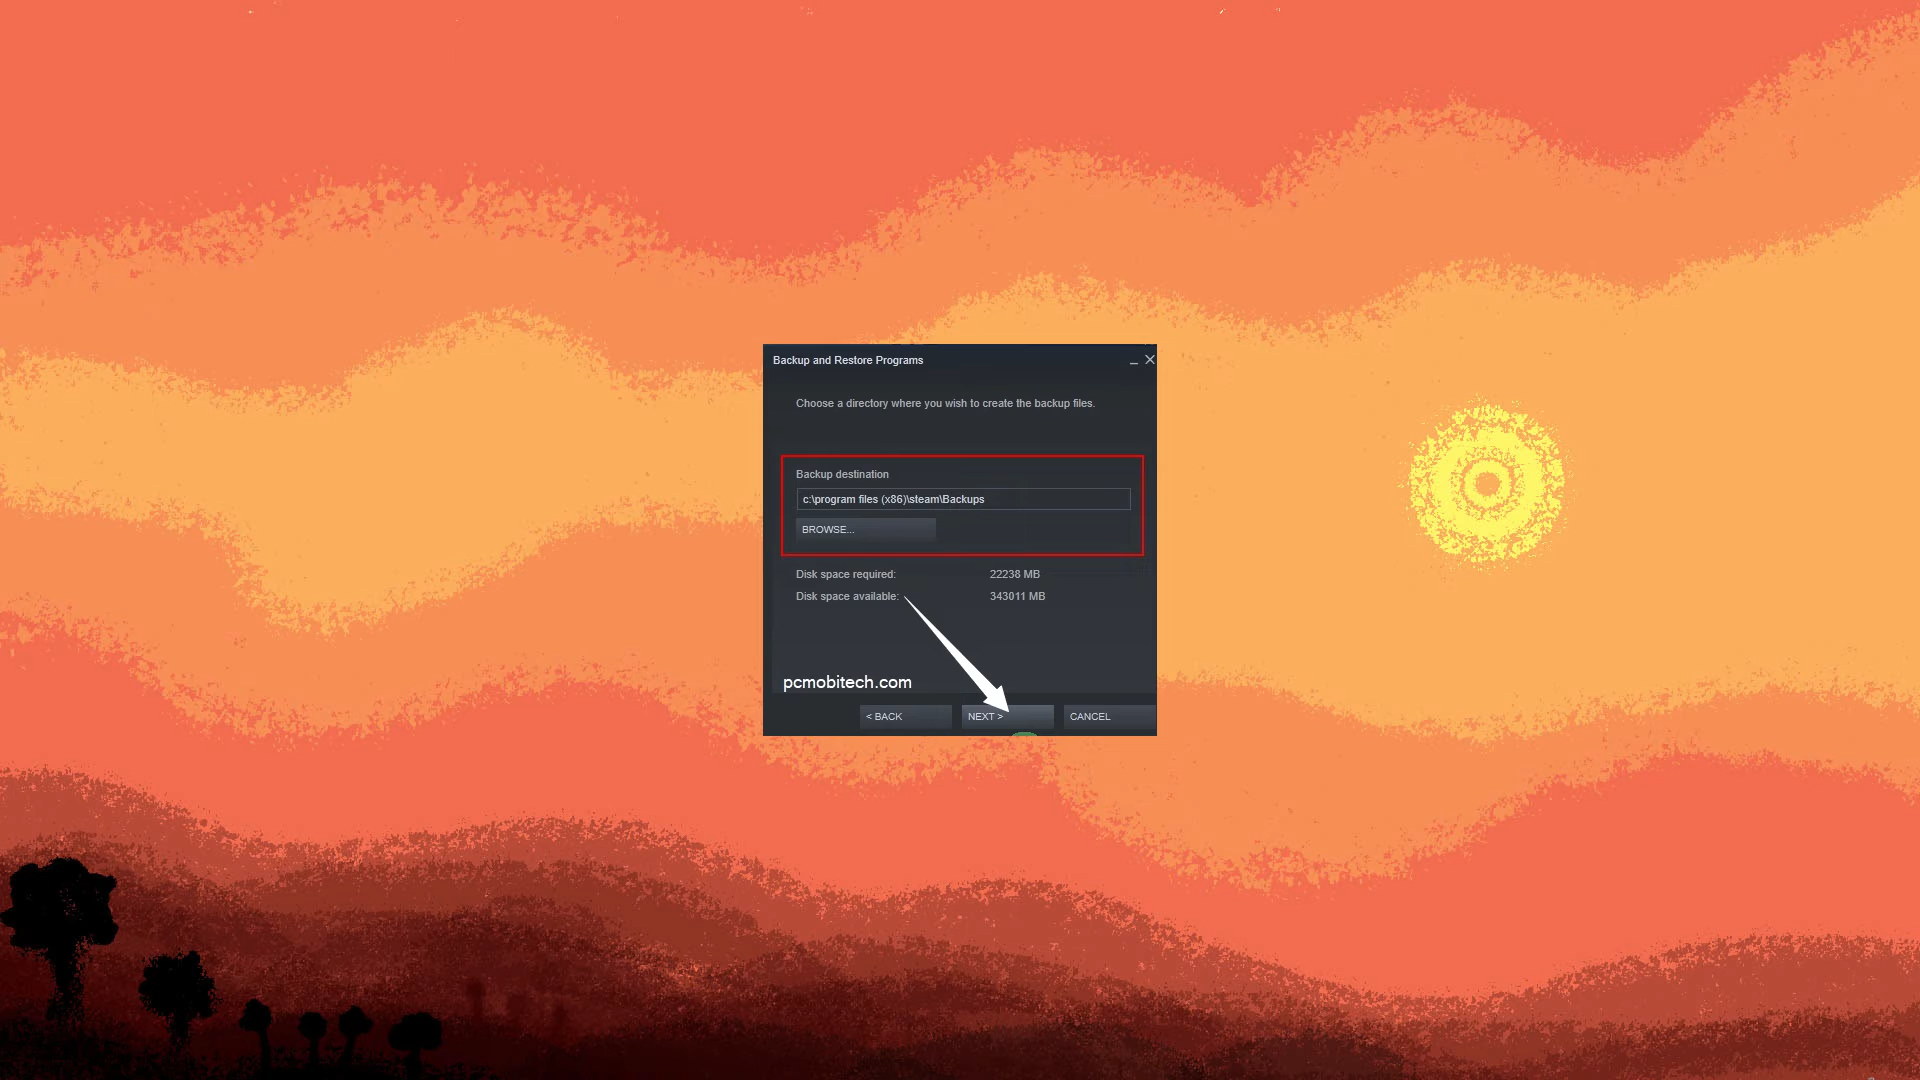 Backup and Restore Programs
Choose a directory where you wish to create the backup files.
Backup destination
c:\program files (x86)\steam\Backups
BROWSE...
Disk space required: 22238 MB
Disk space available: 343011 MB
pcmobitech.com
< BACK NEXT > CANCEL